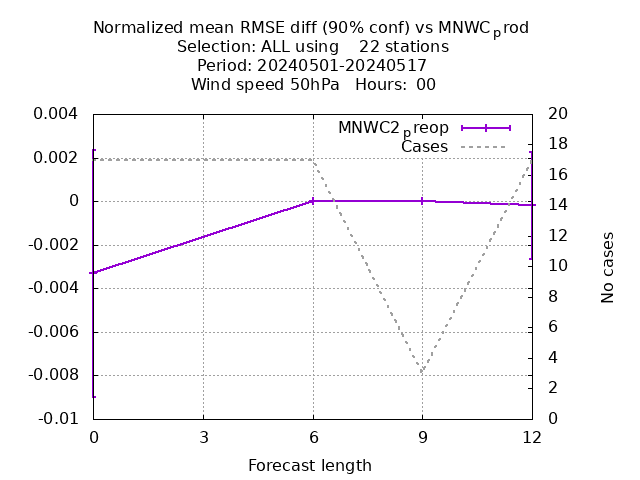 Normalized mean RMSE diff (90% conf) vs MNWCprod
Selection: ALL using 22 stations
Period: 20240501-20240517
Wind speed 50hPa Hours: 00
MNWC2preop
Cases
0.004
0.002
0
-0.002
-0.004
-0.006
-0.008
-0.01
20
18
16
14
12
10
8
6
4
2
0
No cases
0 3 6 9 12
Forecast length